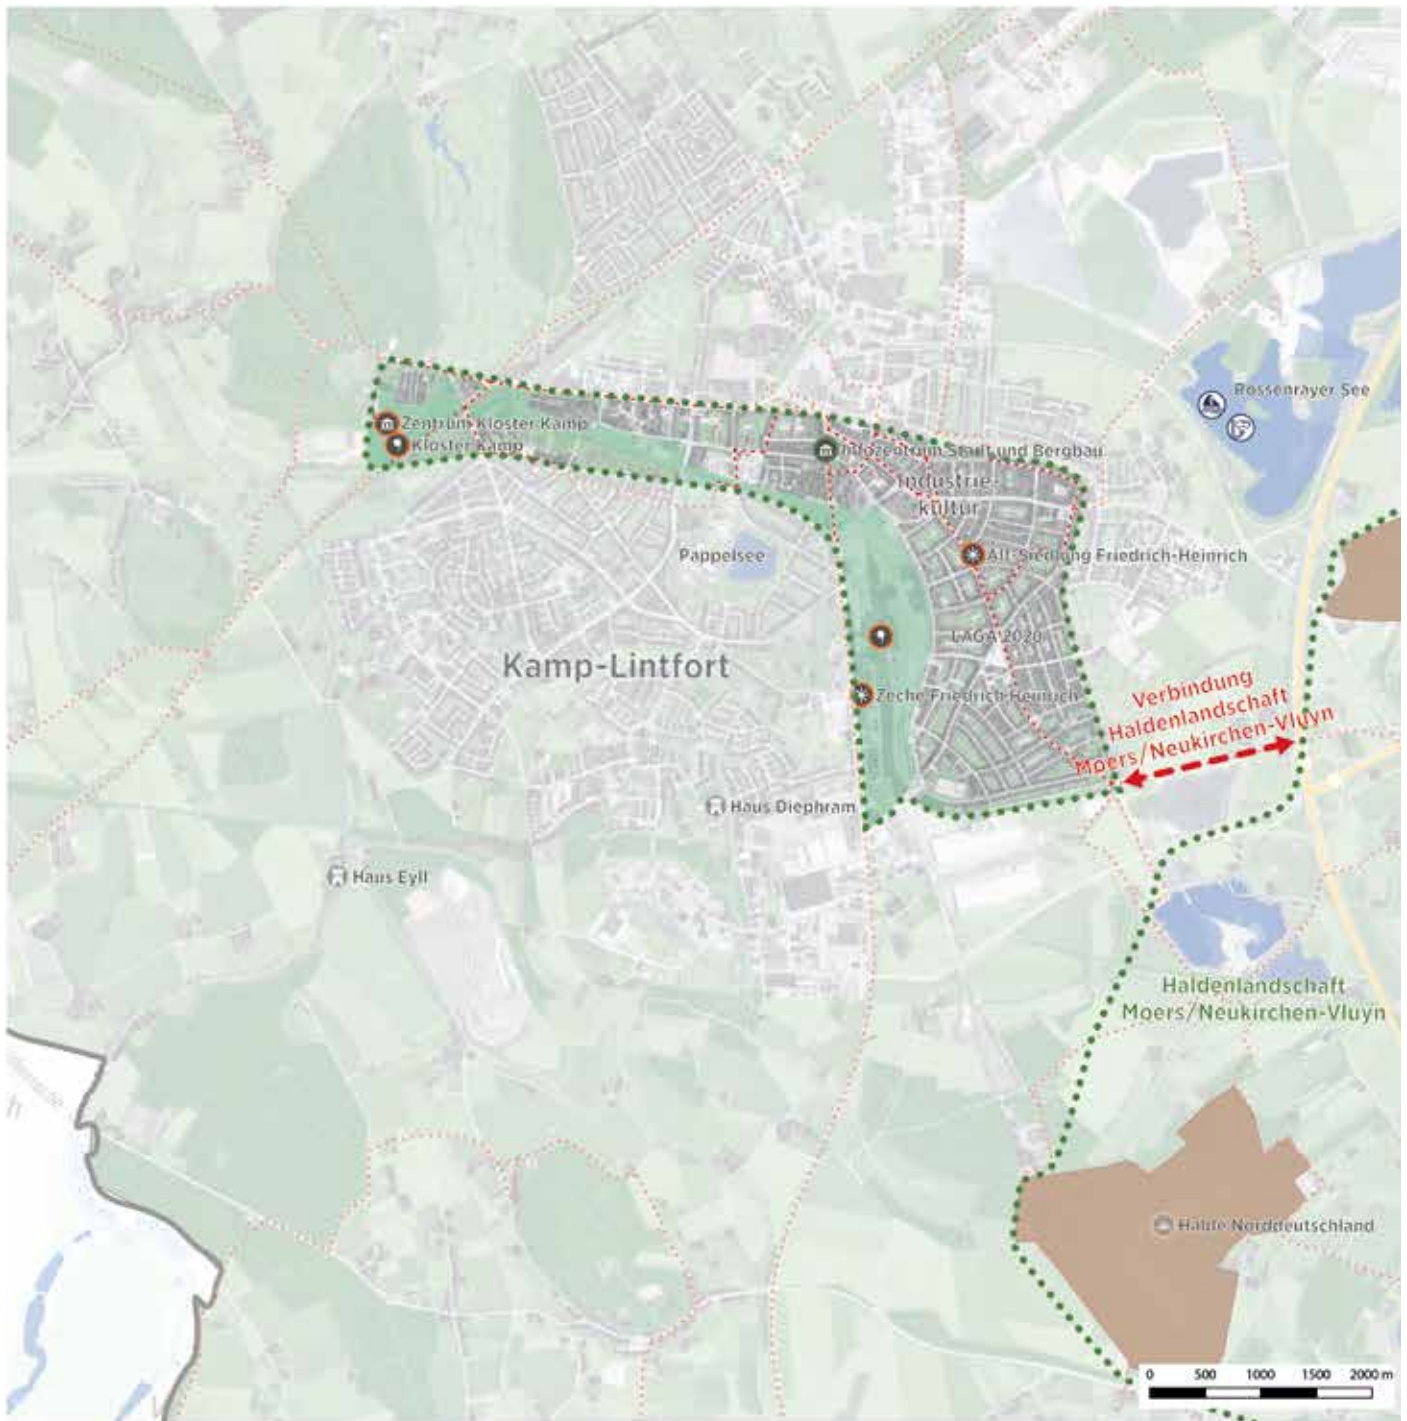 Rossenrayer See
Zentrum Kloster Kamp
Kloster Kamp
Infozentrum Stadt und Bergbau
Industrie-
kultur
Pappelsee
Alt-Siedlung Friedrich-Heinrich
LAGA 2020
Kamp-Lintfort
Zeche Friedrich-Heinrich
Verbindung
Haldenlandschaft
Moers/Neukirchen-Vluyn
Haus Diephram
Haus Eyll
Haldenlandschaft
Moers/Neukirchen-Vluyn
Halde Norddeutschland
0 500 1000 1500 2000 m